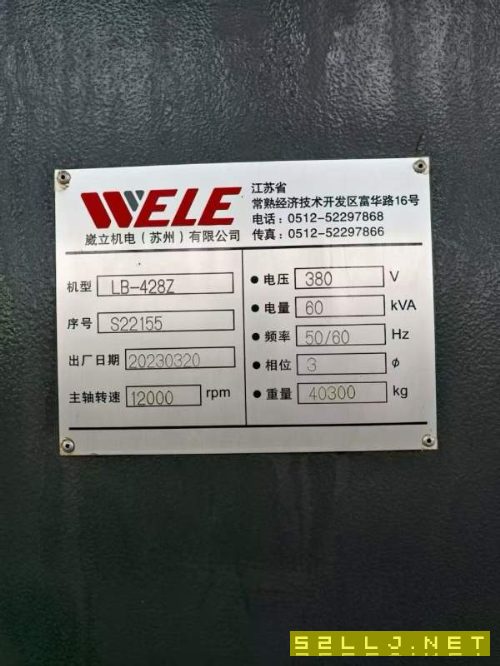 WELE
崴立机电(苏州)有限公司
江苏省
常熟经济技术开发区富华路16号
电话: 0512-52297868
传真: 0512-52297866
机型 LB-428Z
序号 S22155
出厂日期 20230320
主轴转速 12000 rpm
● 电压 380 V
● 电量 60 kVA
● 频率 50/60 Hz
● 相位 3 ø
● 重量 40300 kg
52LLJ.NET